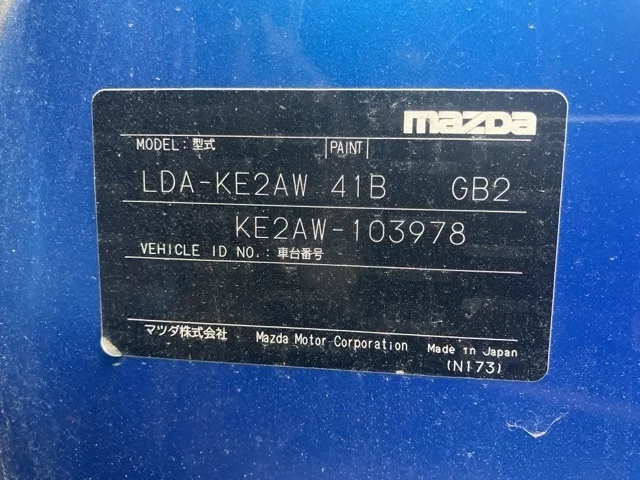 mazda
MODEL:型式 PAINT
LDA-KE2AW 41B GB2
KE2AW-103978
VEHICLE ID NO.:車台番号
マツダ株式会社 Mazda Motor Corporation Made in Japan
(N173)